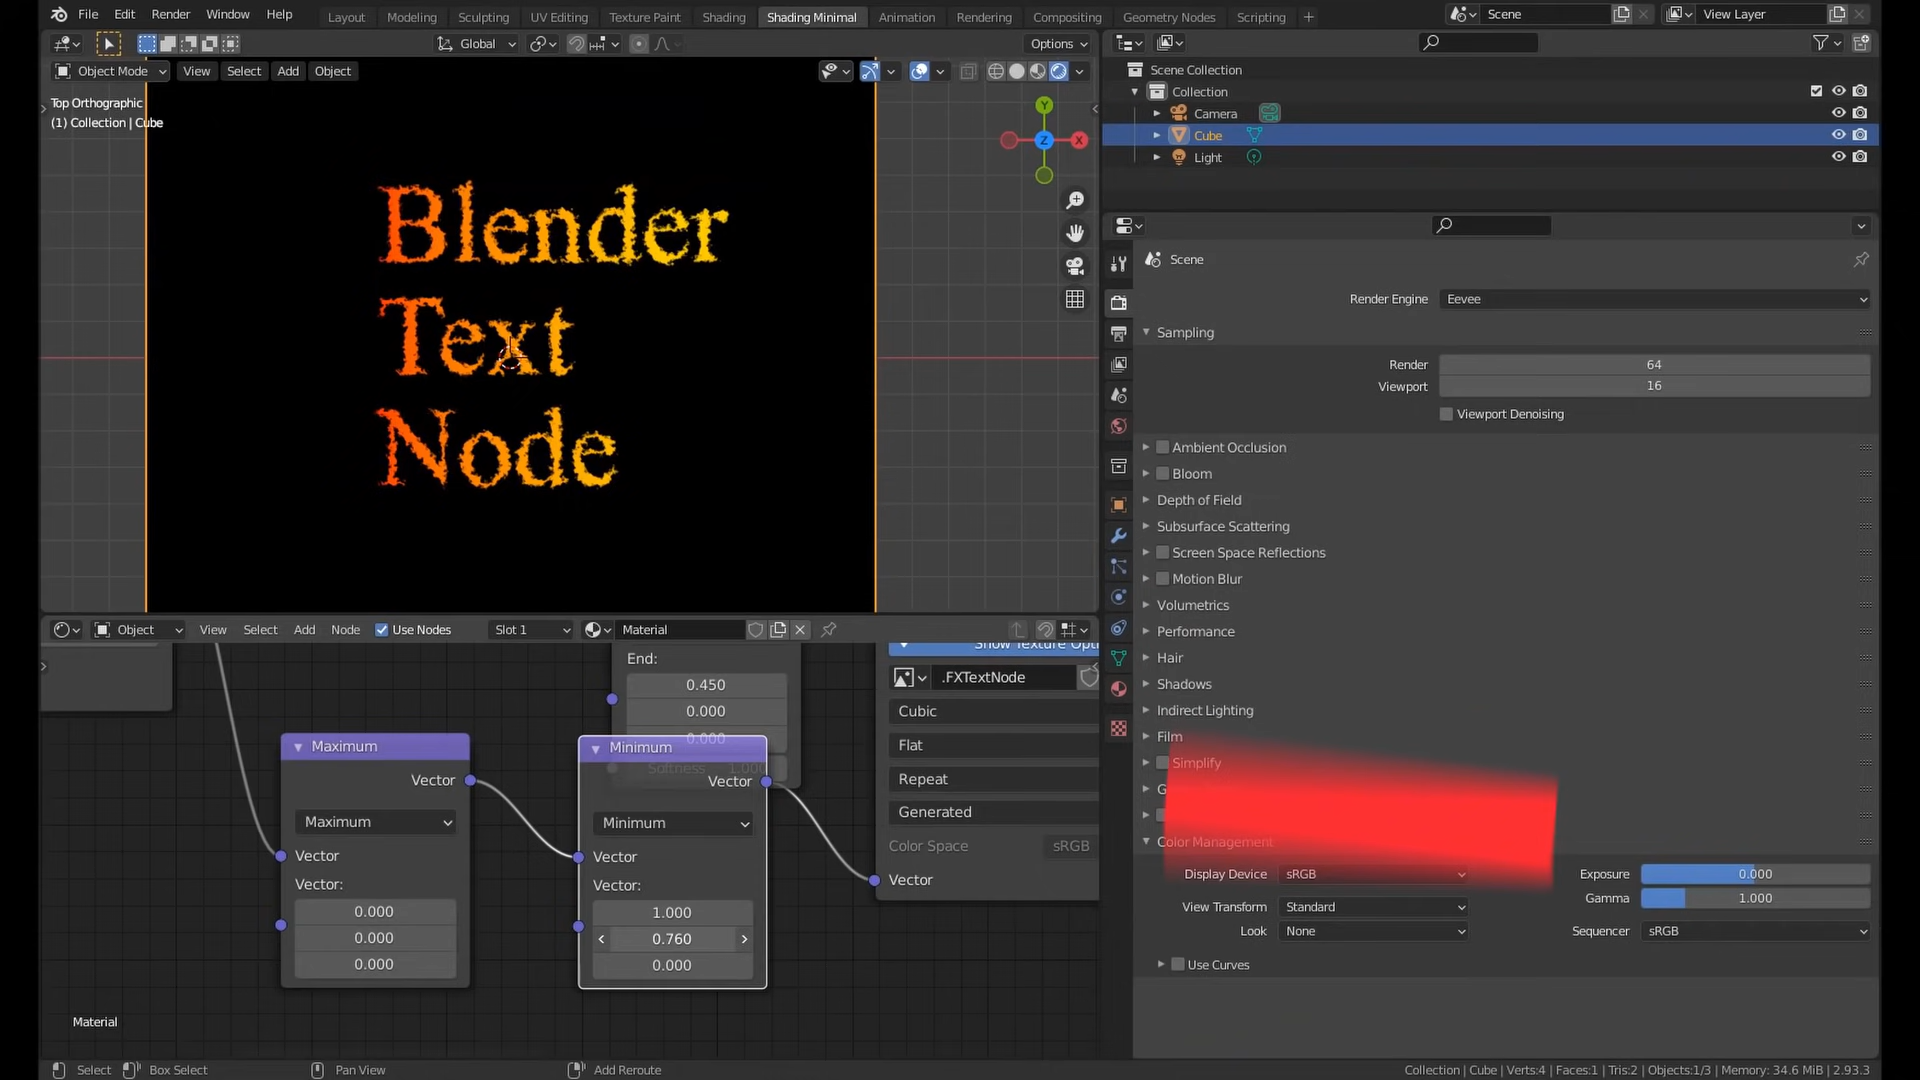 File Edit Render Window Help Layout Modeling Sculpting UV Editing Texture Paint Shading Shading Minimal Animation Rendering Compositing Geometry Nodes Scripting + Scene View Layer
Global Options
Object Mode View Select Add Object
Top Orthographic
(1) Collection | Cube
Y
Z X
Blender
Text
Node
Scene Collection
Collection
Camera
Cube
Light
Scene
Render Engine Eevee
Sampling
Render 64
Viewport 16
Viewport Denoising
Ambient Occlusion
Bloom
Depth of Field
Subsurface Scattering
Screen Space Reflections
Motion Blur
Volumetrics
Performance
Hair
Shadows
Indirect Lighting
Film
Simplify
G
Color Management
Display Device sRGB Exposure 0.000
Gamma 1.000
View Transform Standard
Look None Sequencer sRGB
Use Curves
Object View Select Add Node Use Nodes Slot 1 Material
End:
0.450
0.000
0.000
Softness 1.000
Show Texture Opti
.FXTextNode
Cubic
Flat
Repeat
Generated
Color Space sRGB
Vector
Maximum
Vector
Maximum
Vector
Vector:
0.000
0.000
0.000
Minimum
Vector
Minimum
Vector
Vector:
1.000
0.760
0.000
Material
Select Box Select Pan View Add Reroute Collection | Cube | Verts:4 | Faces:1 | Tris:2 | Objects:1/3 | Memory: 34.6 MiB | 2.93.3